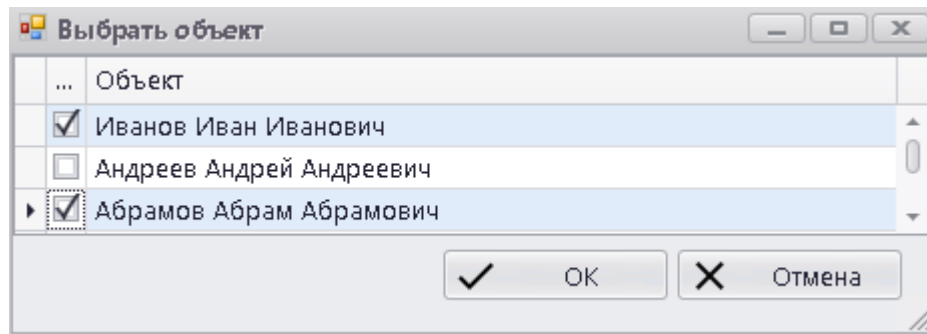 Выбрать объект
... Объект
Иванов Иван Иванович
Андреев Андрей Андреевич
Абрамов Абрам Абрамович
OK Отмена